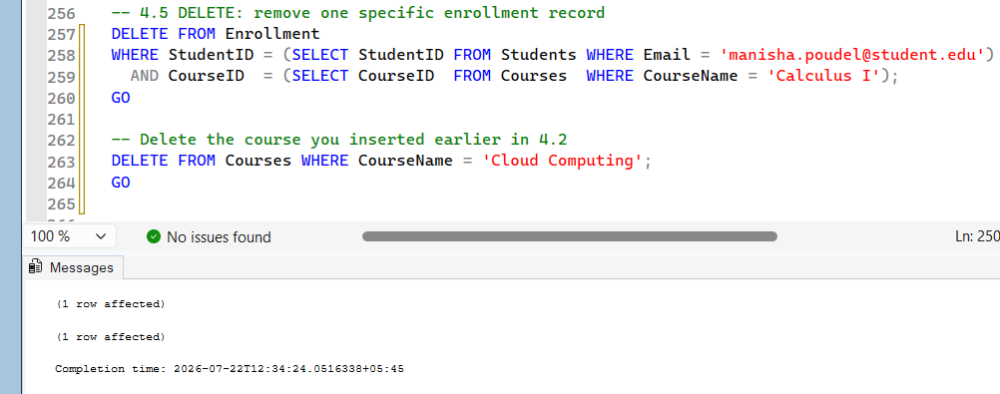 256 -- 4.5 DELETE: remove one specific enrollment record
257 DELETE FROM Enrollment
258 WHERE StudentID = (SELECT StudentID FROM Students WHERE Email = 'manisha.poudel@student.edu')
259   AND CourseID  = (SELECT CourseID  FROM Courses  WHERE CourseName = 'Calculus I');
260 GO
261
262 -- Delete the course you inserted earlier in 4.2
263 DELETE FROM Courses WHERE CourseName = 'Cloud Computing';
264 GO
265
100 % No issues found Ln: 250
Messages
(1 row affected)
(1 row affected)
Completion time: 2026-07-22T12:34:24.0516338+05:45